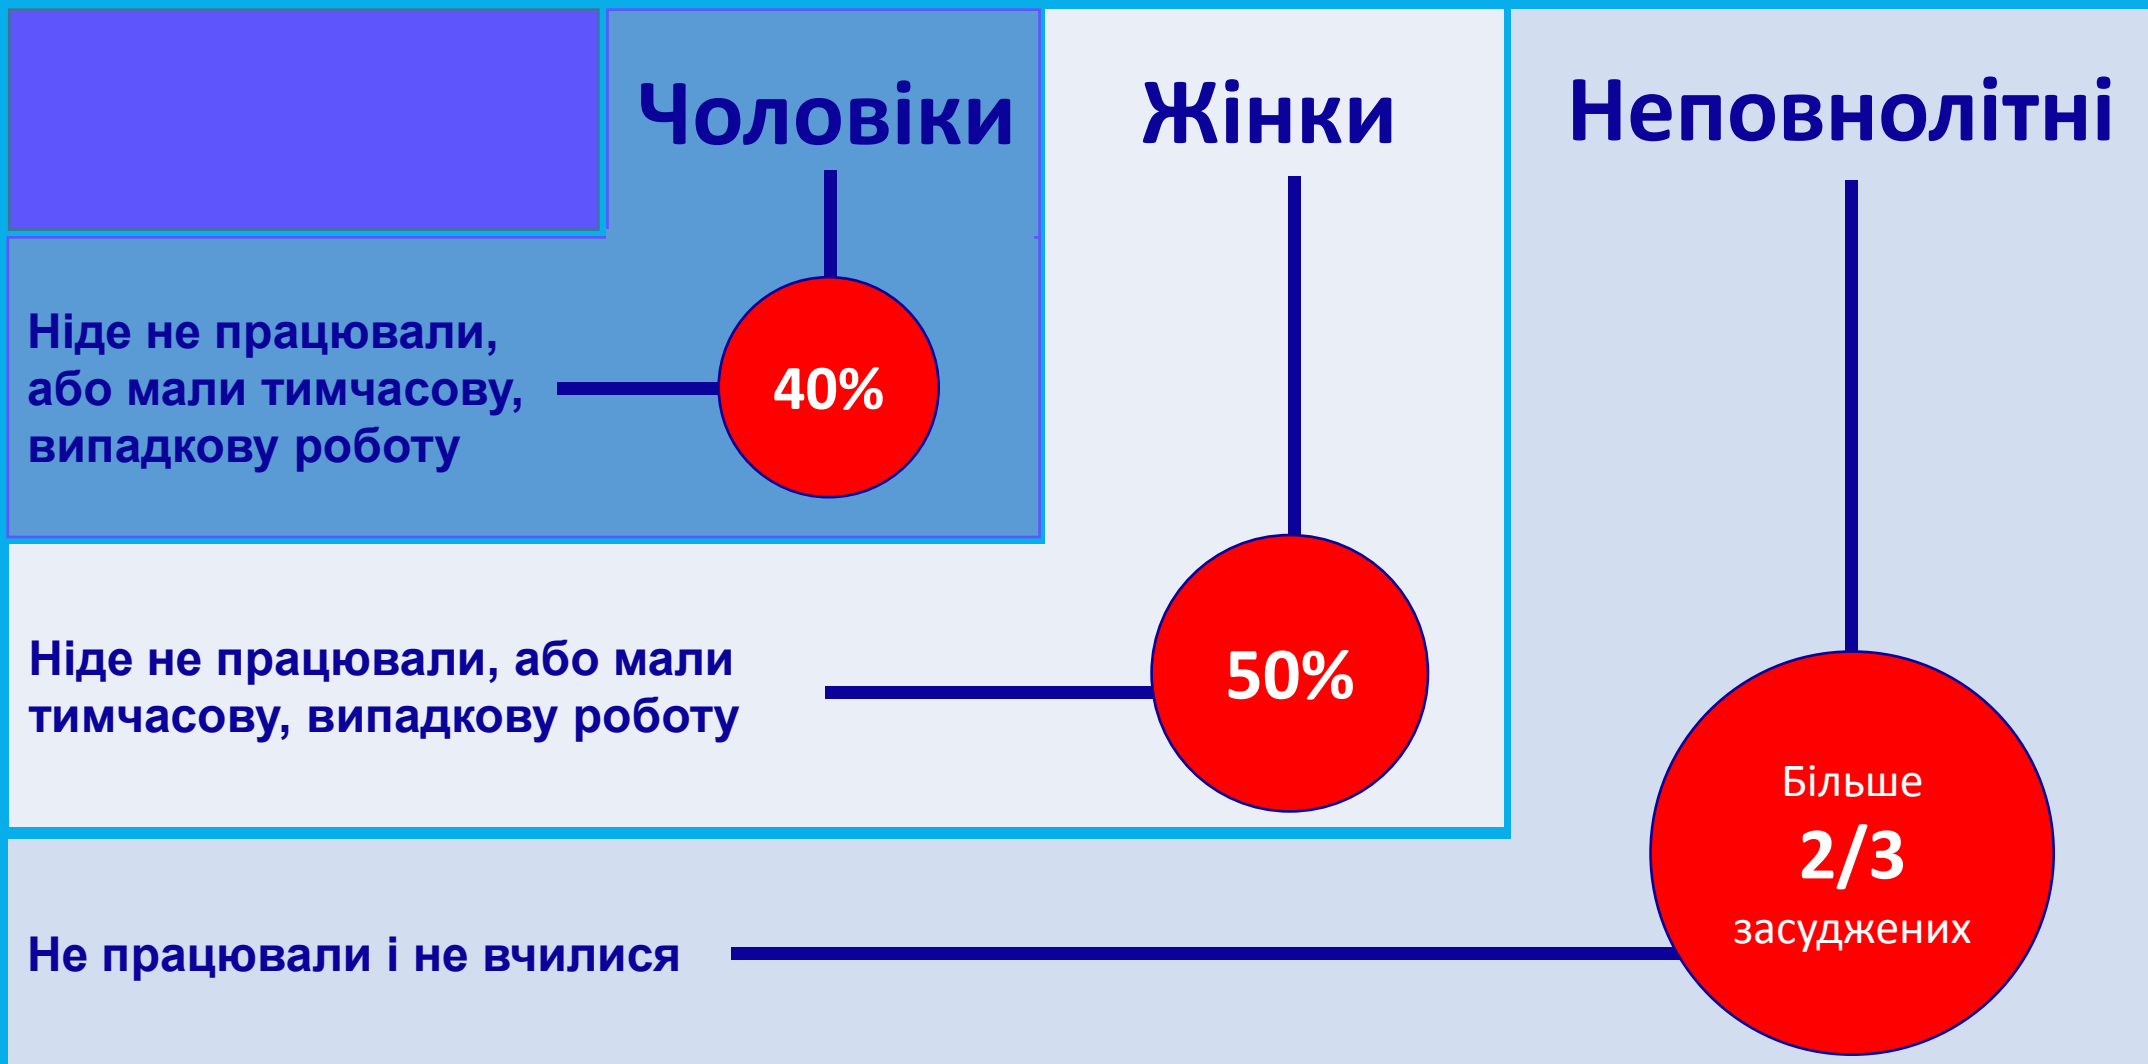 Чоловіки
Жінки
Неповнолітні
Ніде не працювали,
або мали тимчасову,
випадкову роботу
40%
Ніде не працювали, або мали
тимчасову, випадкову роботу
50%
Більше
2/3
засуджених
Не працювали і не вчилися